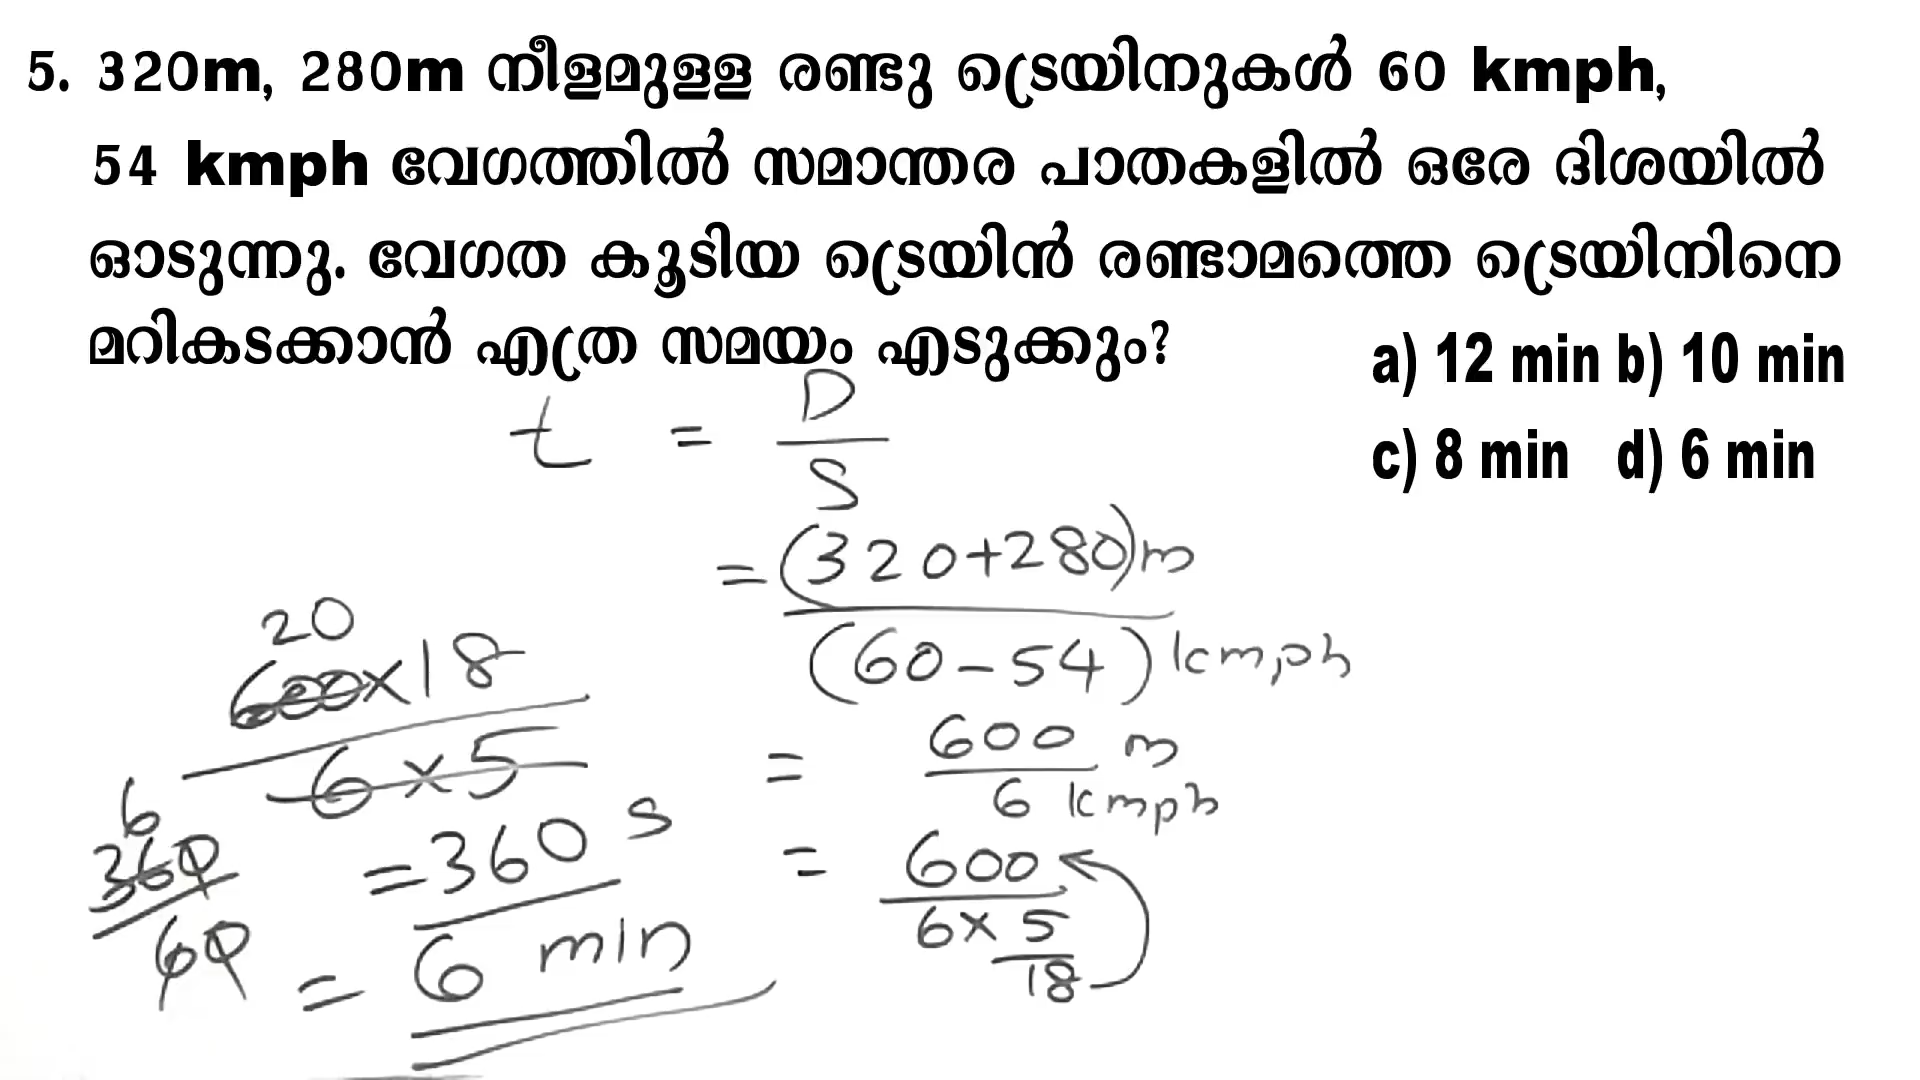 5. 320m, 280m നീളമുളള രണ്ടു ട്രെയിനുകൾ 60 kmph,
54 kmph വേഗത്തിൽ സമാന്തര പാതകളിൽ ഒരേ ദിശയിൽ
ഓടുന്നു. വേഗത കൂടിയ ട്രെയിൻ രണ്ടാമത്തെ ട്രെയിനിനെ
മറികടക്കാൻ എത്ര സമയം എടുക്കും?
a) 12 min b) 10 min
c) 8 min d) 6 min
t = D
S
= (320+280)m
(60-54) kmph
= 600 m
6 kmph
= 600
6 × 5
18
20
600×18
6×5
= 360 s
6
360
60
= 6 min